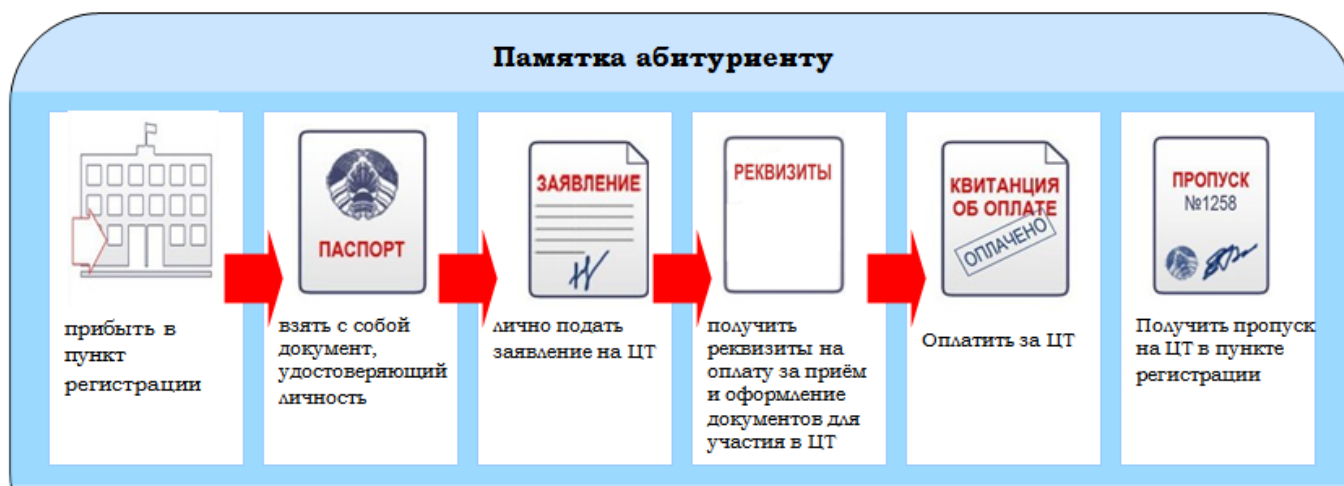 Памятка абитуриенту
прибыть в
пункт
регистрации
ПАСПОРТ
взять с собой
документ,
удостоверяющий
личность
ЗАЯВЛЕНИЕ
лично подать
заявление на ЦТ
РЕКВИЗИТЫ
получить
реквизиты на
оплату за приём
и оформление
документов для
участия в ЦТ
КВИТАНЦИЯ
ОБ ОПЛАТЕ
ОПЛАЧЕНО
Оплатить за ЦТ
ПРОПУСК
№1258
Получить пропуск
на ЦТ в пункте
регистрации